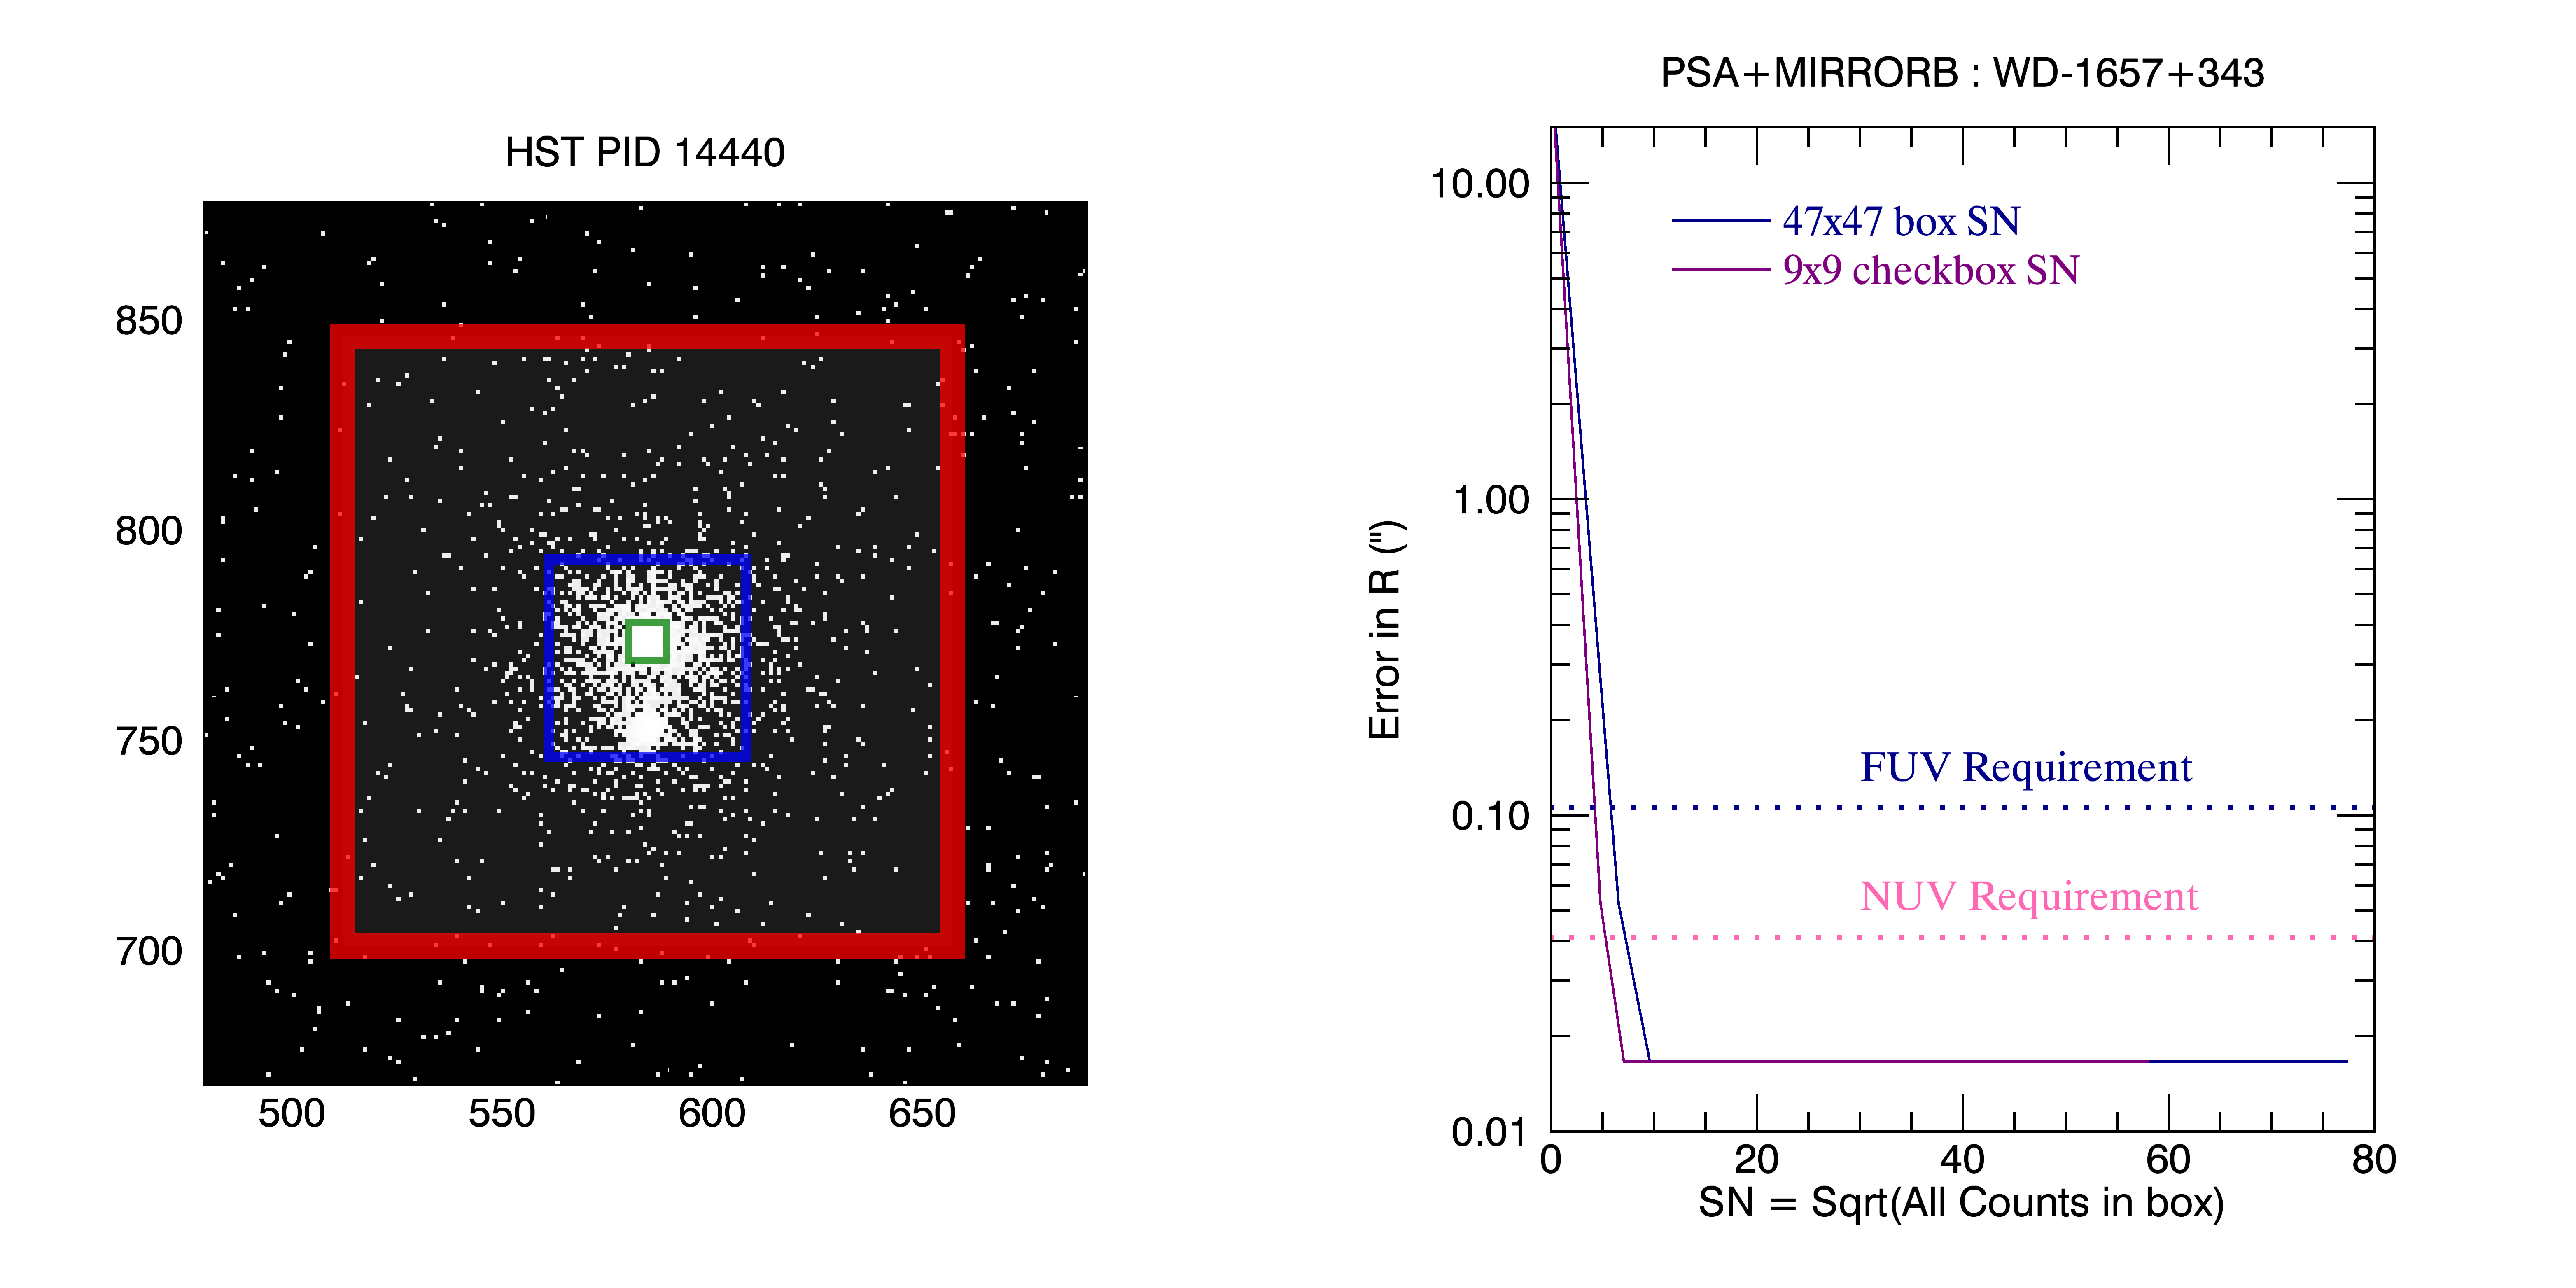 HST PID 14440
850
800
750
700
500 550 600 650
PSA+MIRRORB : WD-1657+343
10.00
1.00
0.10
0.01
Error in R (")
47x47 box SN
9x9 checkbox SN
FUV Requirement
NUV Requirement
0 20 40 60 80
SN = Sqrt(All Counts in box)